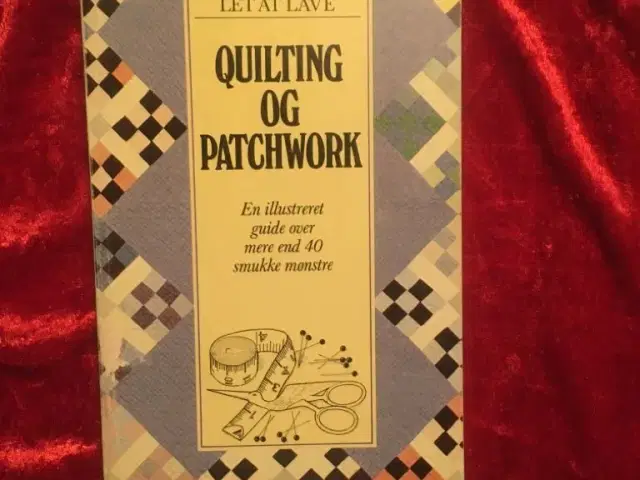 LET AT LAVE
QUILTING
OG
PATCHWORK
En illustreret
guide over
mere end 40
smukke mønstre